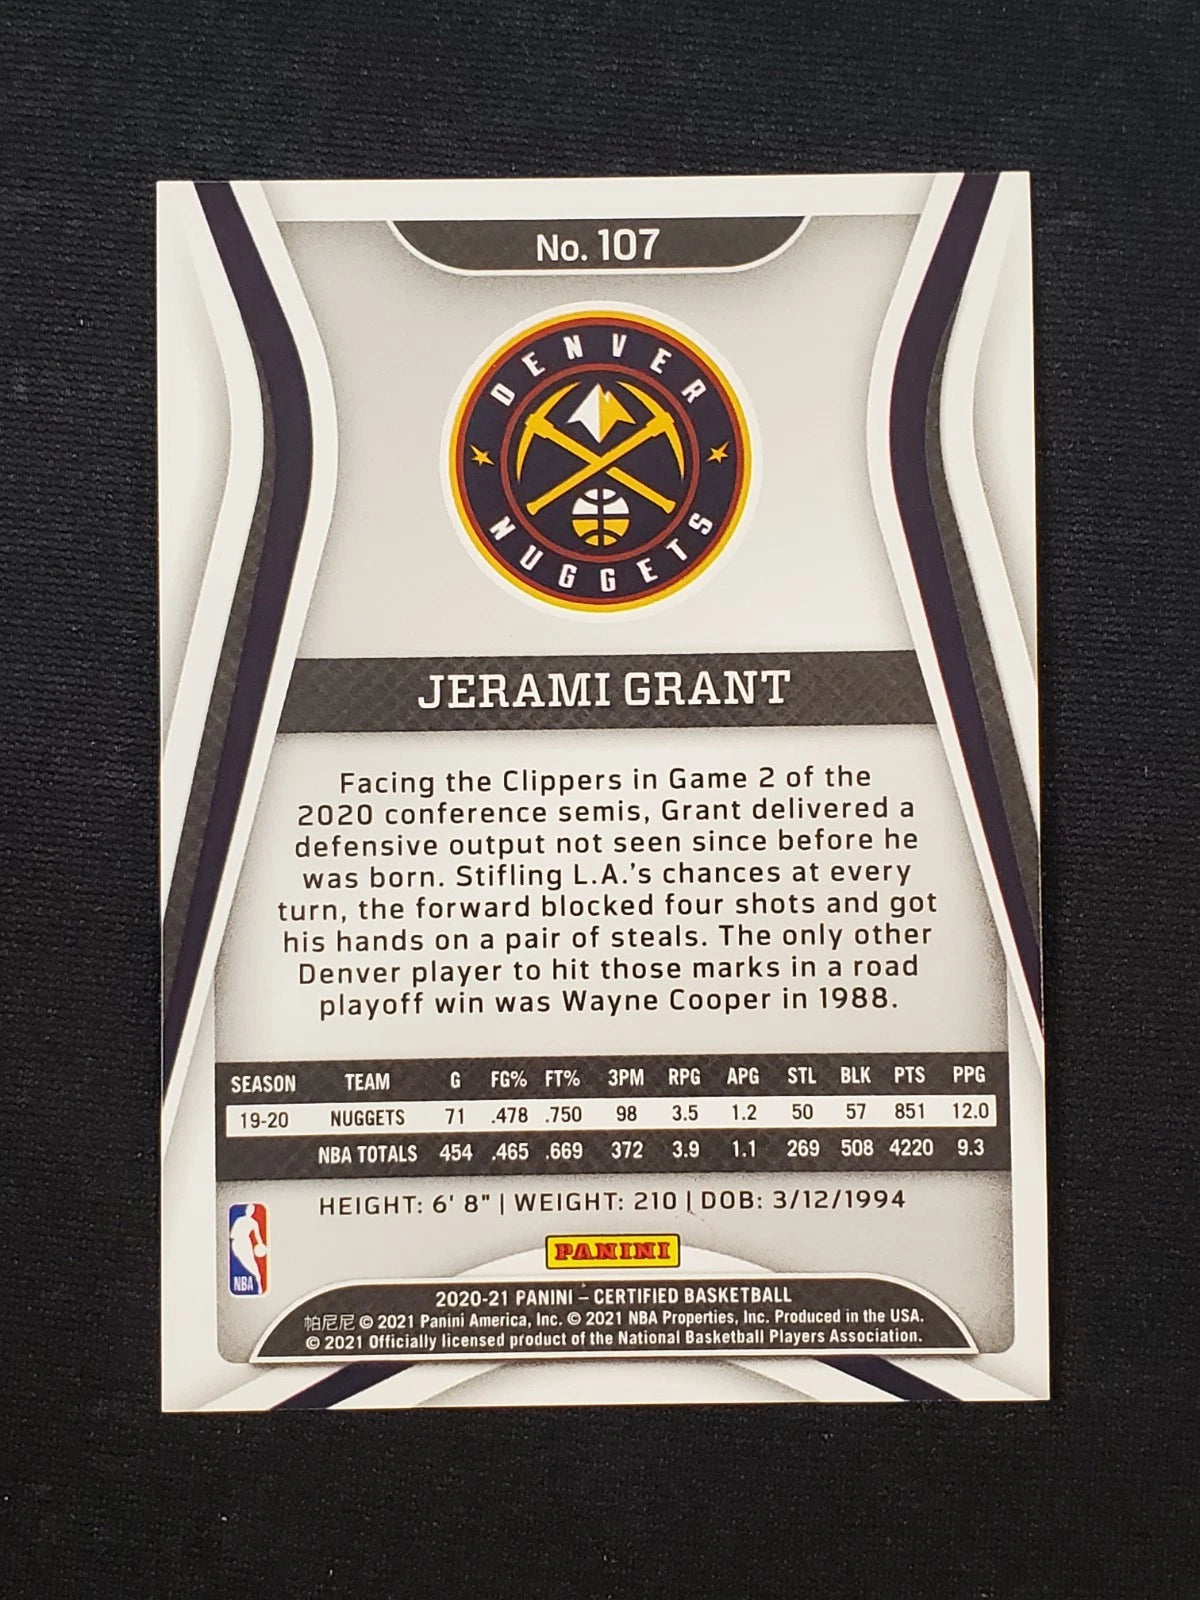 No. 107
DENVER
NUGGETS
JERAMI GRANT
Facing the Clippers in Game 2 of the
2020 conference semis, Grant delivered a
defensive output not seen since before he
was born. Stifling L.A.'s chances at every
turn, the forward blocked four shots and got
his hands on a pair of steals. The only other
Denver player to hit those marks in a road
playoff win was Wayne Cooper in 1988.
SEASON TEAM G FG% FT% 3PM RPG APG STL BLK PTS PPG
19-20 NUGGETS 71 .478 .750 98 3.5 1.2 50 57 851 12.0
NBA TOTALS 454 .465 .669 372 3.9 1.1 269 508 4220 9.3
HEIGHT: 6' 8" | WEIGHT: 210 | DOB: 3/12/1994
NBA
PANINI
2020-21 PANINI – CERTIFIED BASKETBALL
帕尼尼 © 2021 Panini America, Inc. © 2021 NBA Properties, Inc. Produced in the USA.
© 2021 Officially licensed product of the National Basketball Players Association.